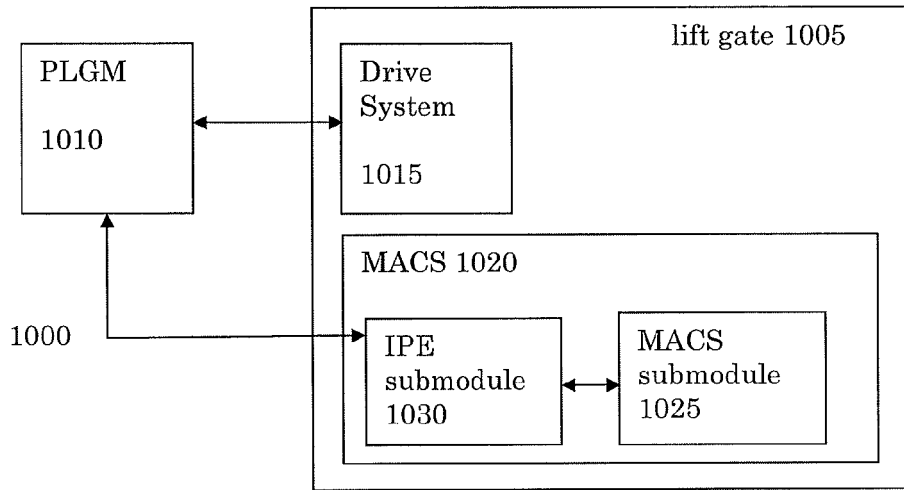 lift gate 1005
PLGM
1010
Drive
System
1015
MACS 1020
1000
IPE
submodule
1030
MACS
submodule
1025